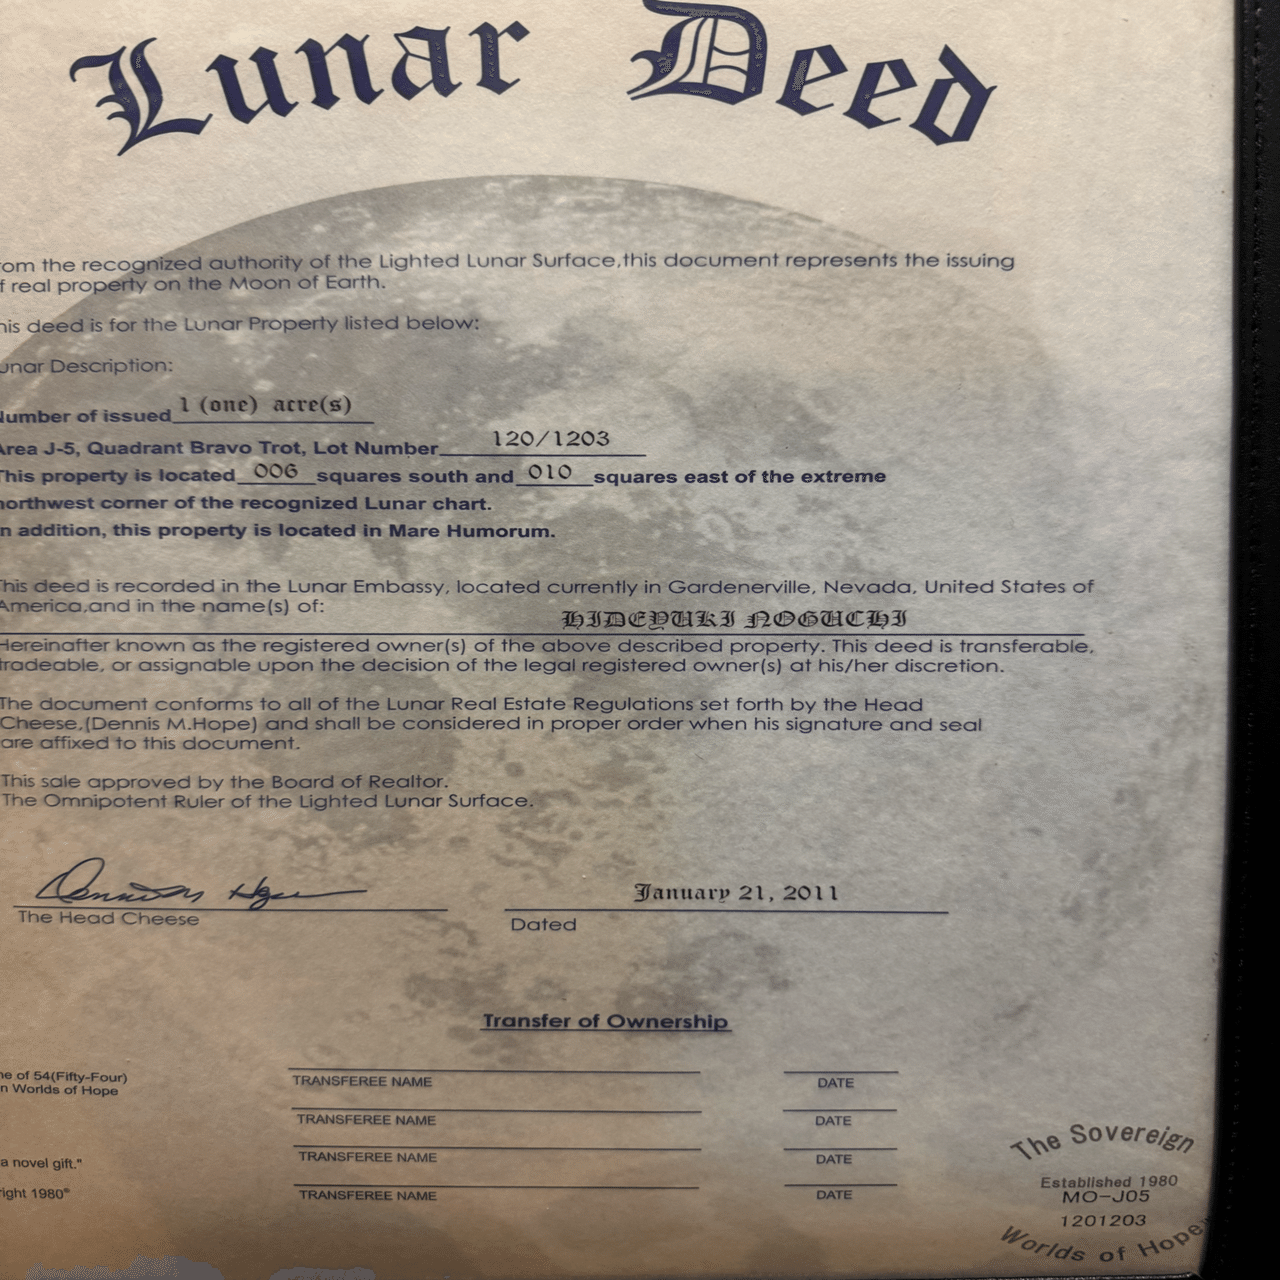 Lunar Deed
om the recognized authority of the Lighted Lunar Surface,this document represents the issuing
f real property on the Moon of Earth.
his deed is for the Lunar Property listed below:
unar Description:
Number of issued 1 (one) acre(s)
Area J-5, Quadrant Bravo Trot, Lot Number 120/1203
This property is located 006 squares south and 010 squares east of the extreme
northwest corner of the recognized Lunar chart.
n addition, this property is located in Mare Humorum.
This deed is recorded in the Lunar Embassy, located currently in Gardenerville, Nevada, United States of
America,and in the name(s) of:
HIDEYUKI NOGUCHI
Hereinafter known as the registered owner(s) of the above described property. This deed is transferable,
tradeable, or assignable upon the decision of the legal registered owner(s) at his/her discretion.
The document conforms to all of the Lunar Real Estate Regulations set forth by the Head
Cheese,(Dennis M.Hope) and shall be considered in proper order when his signature and seal
are affixed to this document.
This sale approved by the Board of Realtor.
The Omnipotent Ruler of the Lighted Lunar Surface.
Dennis M Hope January 21, 2011
The Head Cheese Dated
Transfer of Ownership
ne of 54(Fifty-Four)
n Worlds of Hope
TRANSFEREE NAME DATE
TRANSFEREE NAME DATE
a novel gift."
TRANSFEREE NAME DATE
right 1980®
TRANSFEREE NAME DATE
The Sovereign
Established 1980
MO-J05
1201203
Worlds of Hope